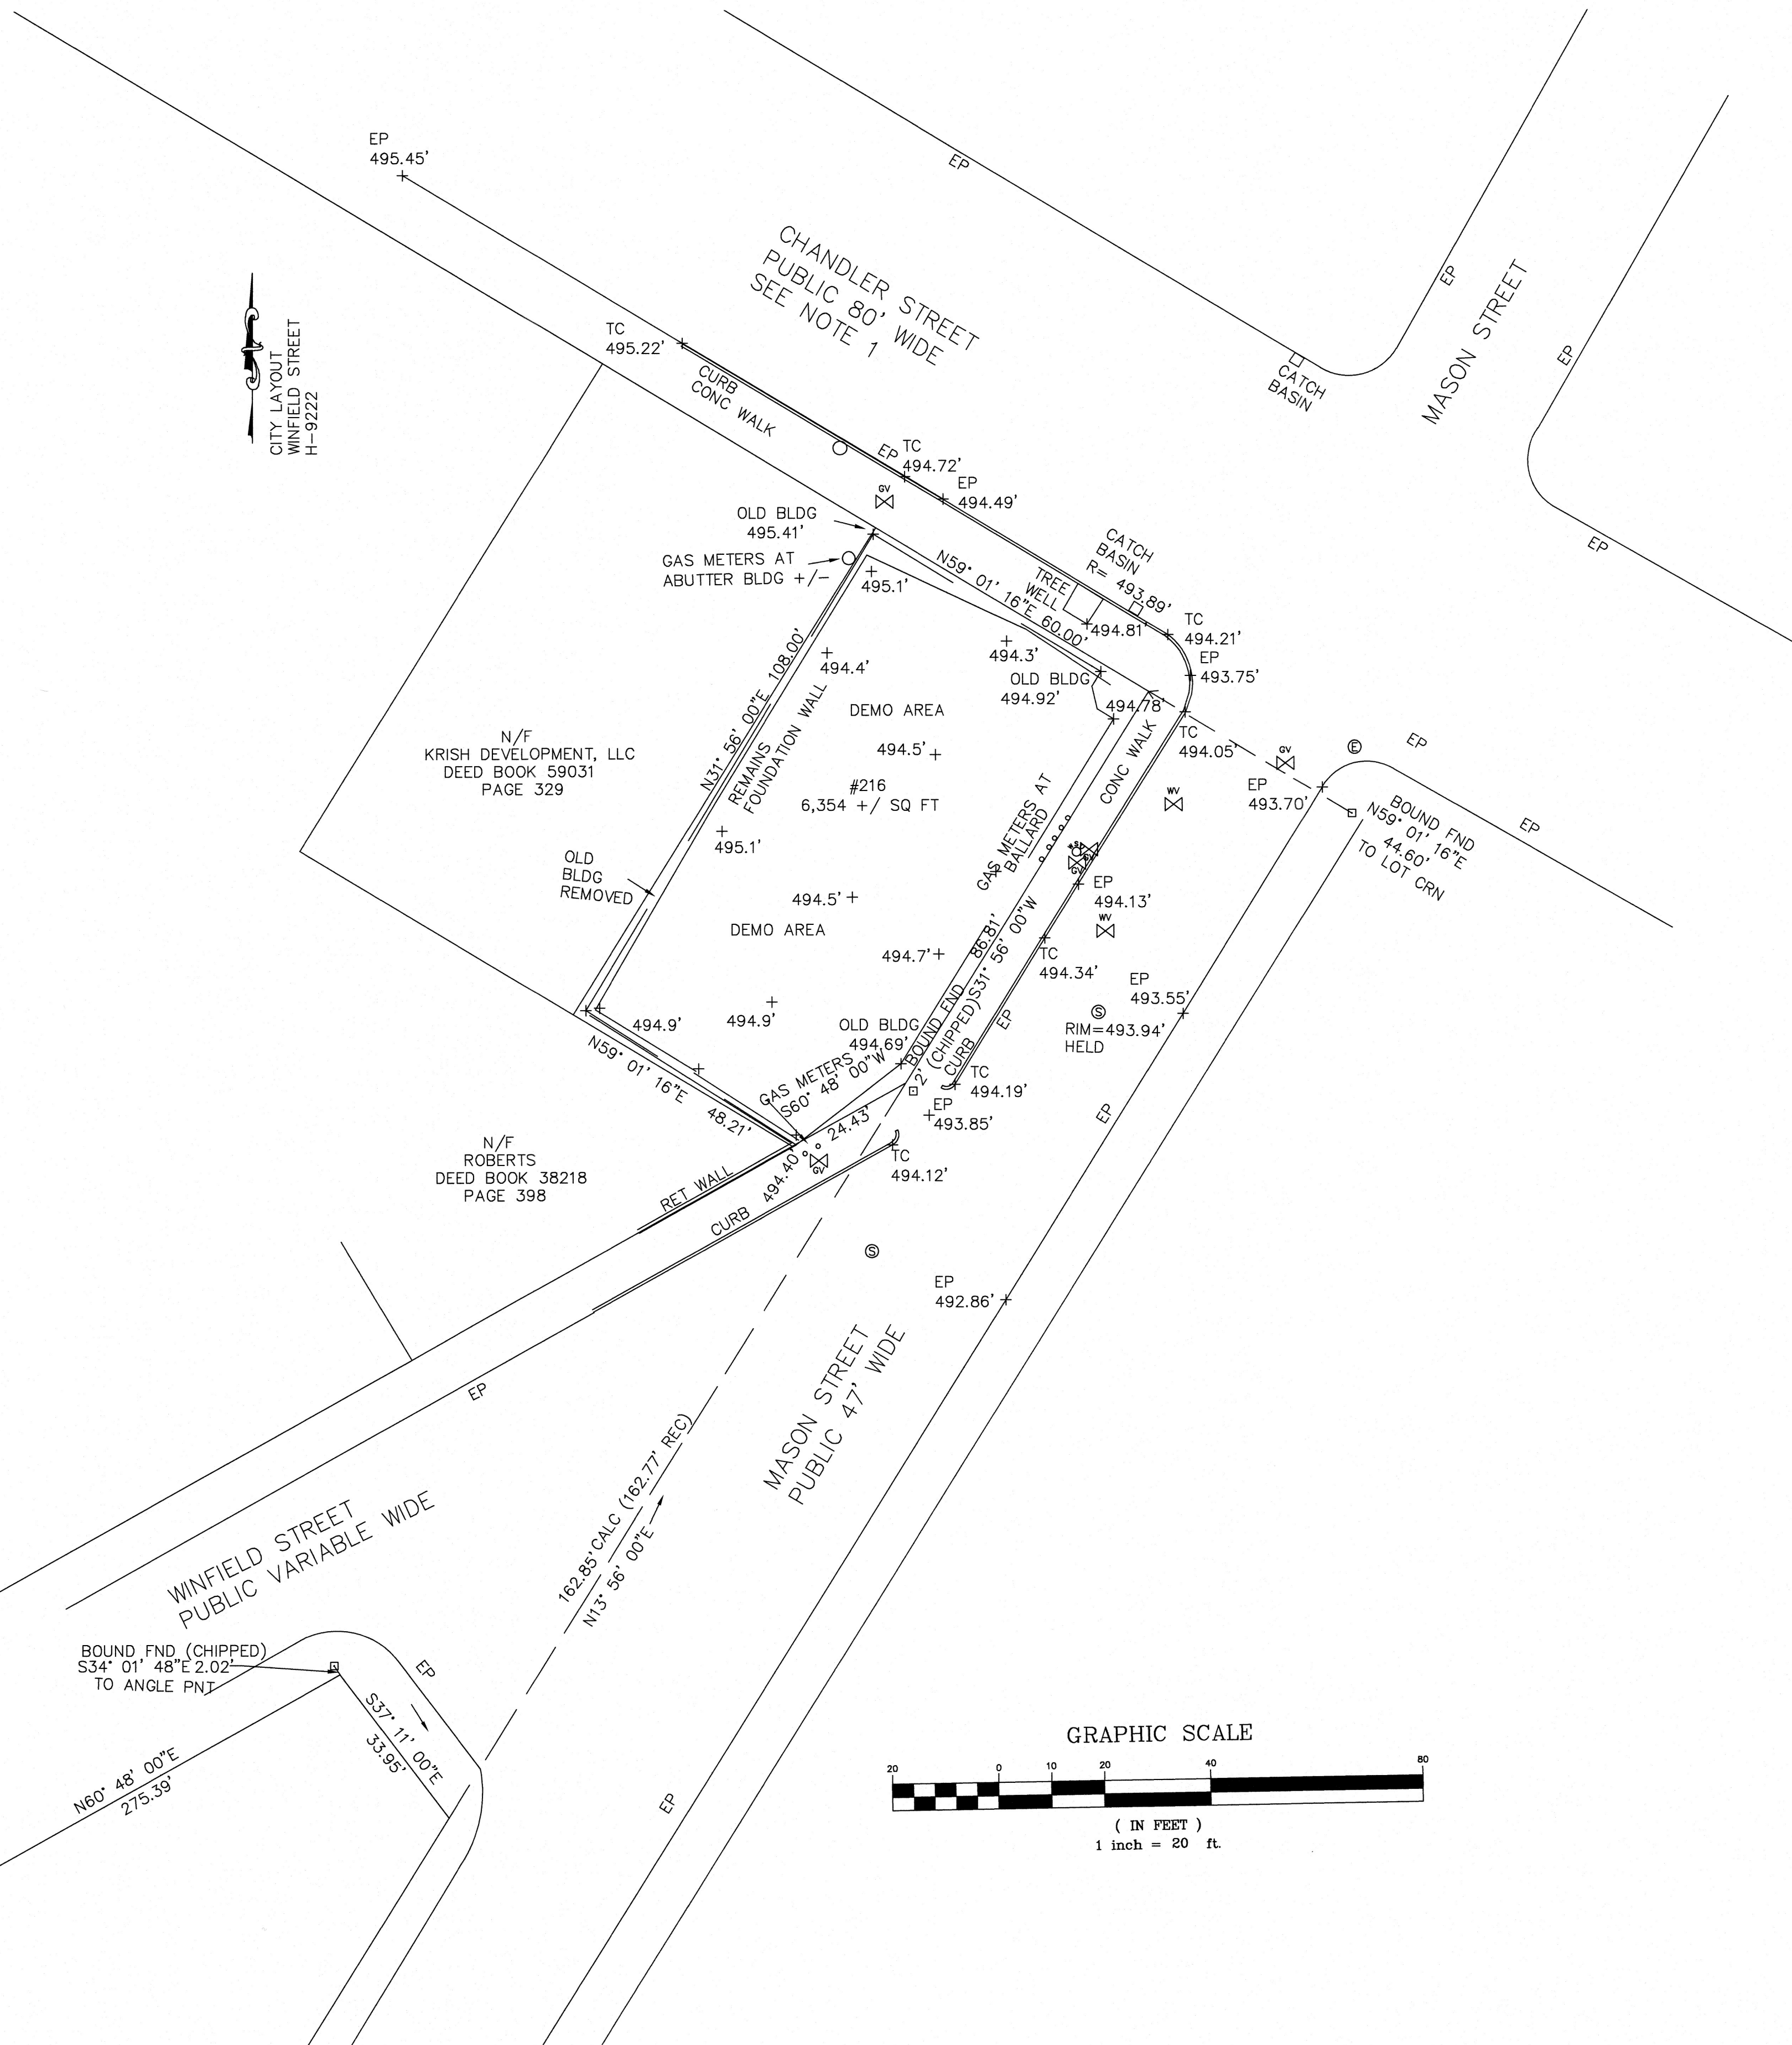 EP
495.45'
EP
CHANDLER STREET
PUBLIC 80' WIDE
SEE NOTE 1
EP
MASON STREET
EP
CATCH
BASIN
EP
CITY LAYOUT
WINFIELD STREET
H-9222
TC
495.22'
CURB
CONC WALK
EP
TC
494.72'
EP
494.49'
GV
OLD BLDG
495.41'
GAS METERS AT
ABUTTER BLDG +/-
495.1'
N59° 01' 16"E 60.00'
TREE
WELL
CATCH
BASIN
R= 493.89'
494.81'
TC
494.21'
EP
493.75'
494.3'
494.4'
OLD BLDG
494.92'
494.78'
TC
494.05'
DEMO AREA
494.5'
#216
6,354 +/ SQ FT
N31° 56' 00"E 108.00'
REMAINS
FOUNDATION WALL
N/F
KRISH DEVELOPMENT, LLC
DEED BOOK 59031
PAGE 329
495.1'
CONC WALK
GAS METERS AT
BALLARD
GV
WV
E
EP
EP
493.70'
BOUND FND
N59° 01' 16"E
44.60'
TO LOT CRN
EP
OLD
BLDG
REMOVED
494.5'
DEMO AREA
GV
EP
494.13'
WV
TC
494.34'
86.81'
S31° 56' 00"W
494.7'
EP
493.55'
S
RIM=493.94'
HELD
494.9'
494.9'
OLD BLDG
494.69'
BOUND FND
2' (CHIPPED)
CURB
EP
TC
494.19'
EP
493.85'
N59° 01' 16"E
48.21'
GAS METERS
S60° 48' 00"W
24.43'
EP
494.40
GV
TC
494.12'
N/F
ROBERTS
DEED BOOK 38218
PAGE 398
RET WALL
CURB
S
EP
492.86'
EP
MASON STREET
PUBLIC 47' WIDE
162.85' CALC (162.77' REC)
N13° 56' 00"E
WINFIELD STREET
PUBLIC VARIABLE WIDE
BOUND FND (CHIPPED)
S34° 01' 48"E 2.02'
TO ANGLE PNT
EP
S37° 11' 00"E
33.95'
N60° 48' 00"E
275.39'
EP
GRAPHIC SCALE
20 0 10 20 40 80
( IN FEET )
1 inch = 20 ft.